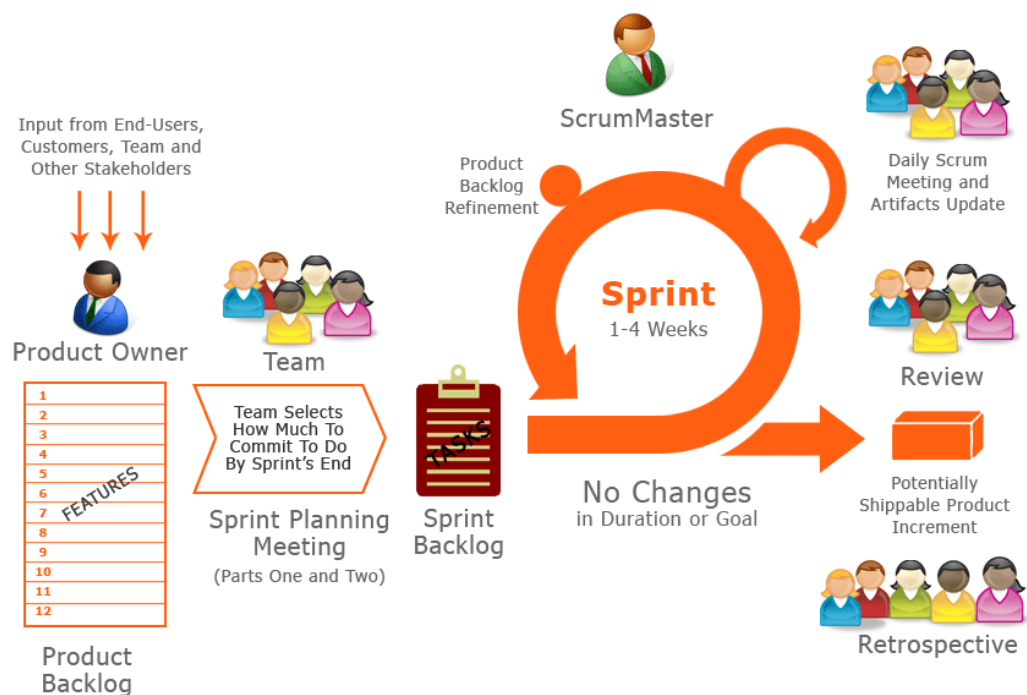 Input from End-Users,
Customers, Team and
Other Stakeholders
Product Owner
1
2
3
4
5
6
7
8
9
10
11
12
FEATURES
Product
Backlog
Team
Team Selects
How Much To
Commit To Do
By Sprint's End
Sprint Planning
Meeting
(Parts One and Two)
TASKS
Sprint
Backlog
ScrumMaster
Product
Backlog
Refinement
Sprint
1-4 Weeks
No Changes
in Duration or Goal
Daily Scrum
Meeting and
Artifacts Update
Review
Potentially
Shippable Product
Increment
Retrospective